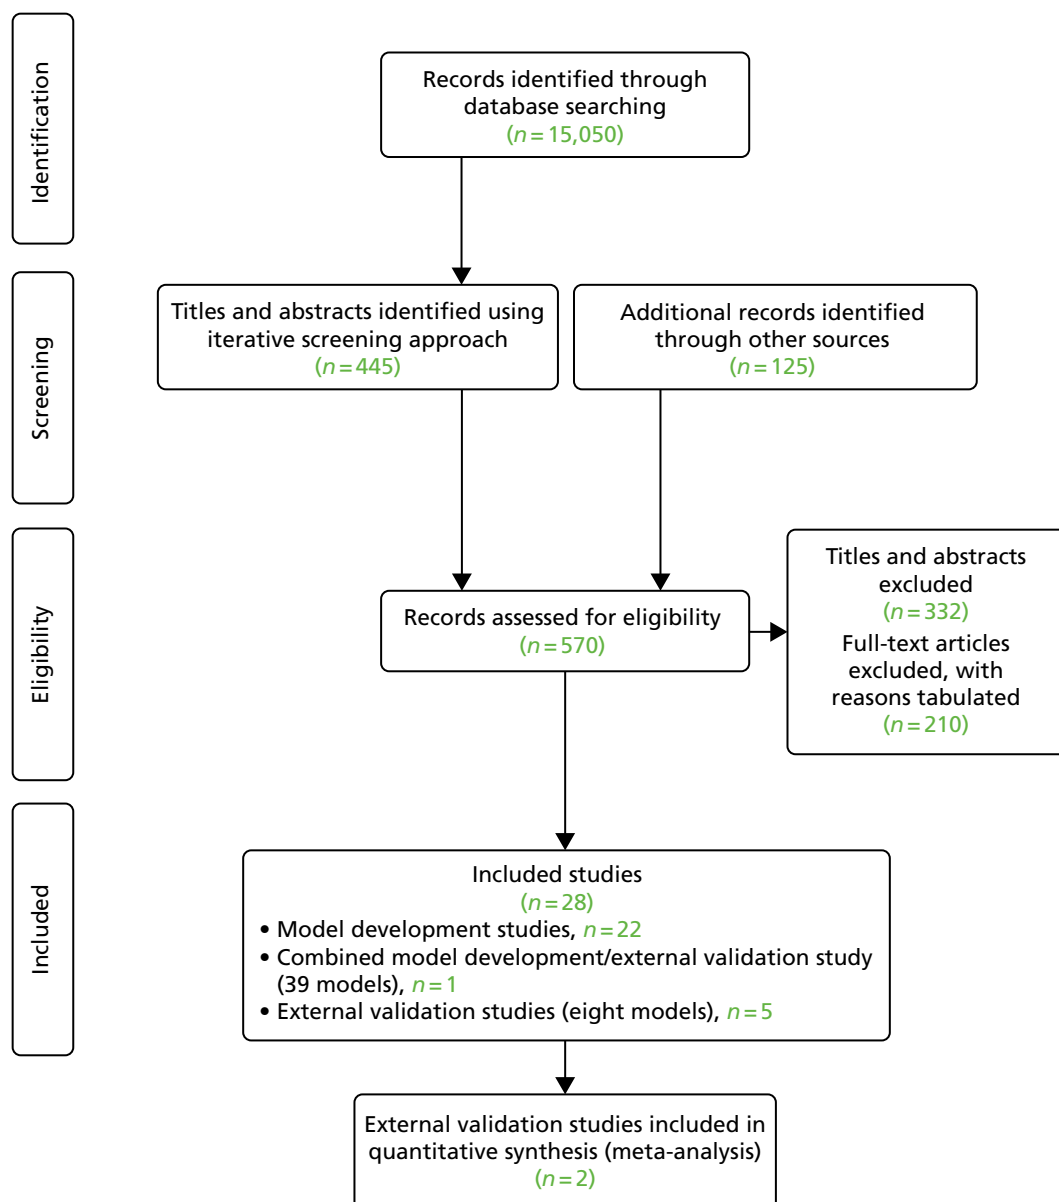 Identification
Records identified through
database searching
(n = 15,050)
Screening
Titles and abstracts identified using
iterative screening approach
(n = 445)
Additional records identified
through other sources
(n = 125)
Eligibility
Records assessed for eligibility
(n = 570)
Titles and abstracts
excluded
(n = 332)
Full-text articles
excluded, with
reasons tabulated
(n = 210)
Included
Included studies
(n = 28)
• Model development studies, n = 22
• Combined model development/external validation study
(39 models), n = 1
• External validation studies (eight models), n = 5
External validation studies included in
quantitative synthesis (meta-analysis)
(n = 2)